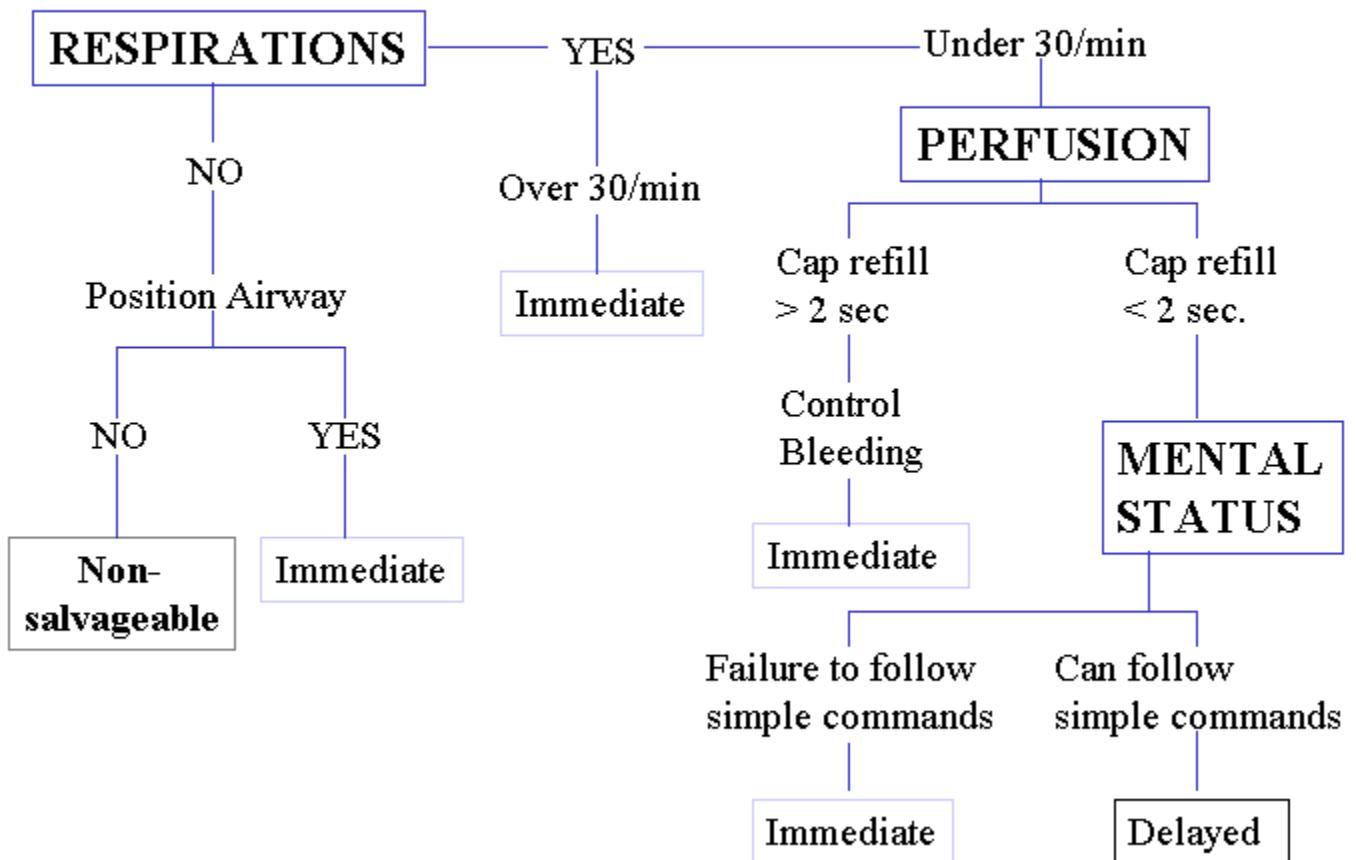 RESPIRATIONS
YES
Under 30/min
NO
Over 30/min
PERFUSION
Position Airway
Immediate
Cap refill
> 2 sec
Cap refill
< 2 sec.
NO
YES
Control
Bleeding
MENTAL
STATUS
Non-
salvageable
Immediate
Immediate
Failure to follow
simple commands
Can follow
simple commands
Immediate
Delayed